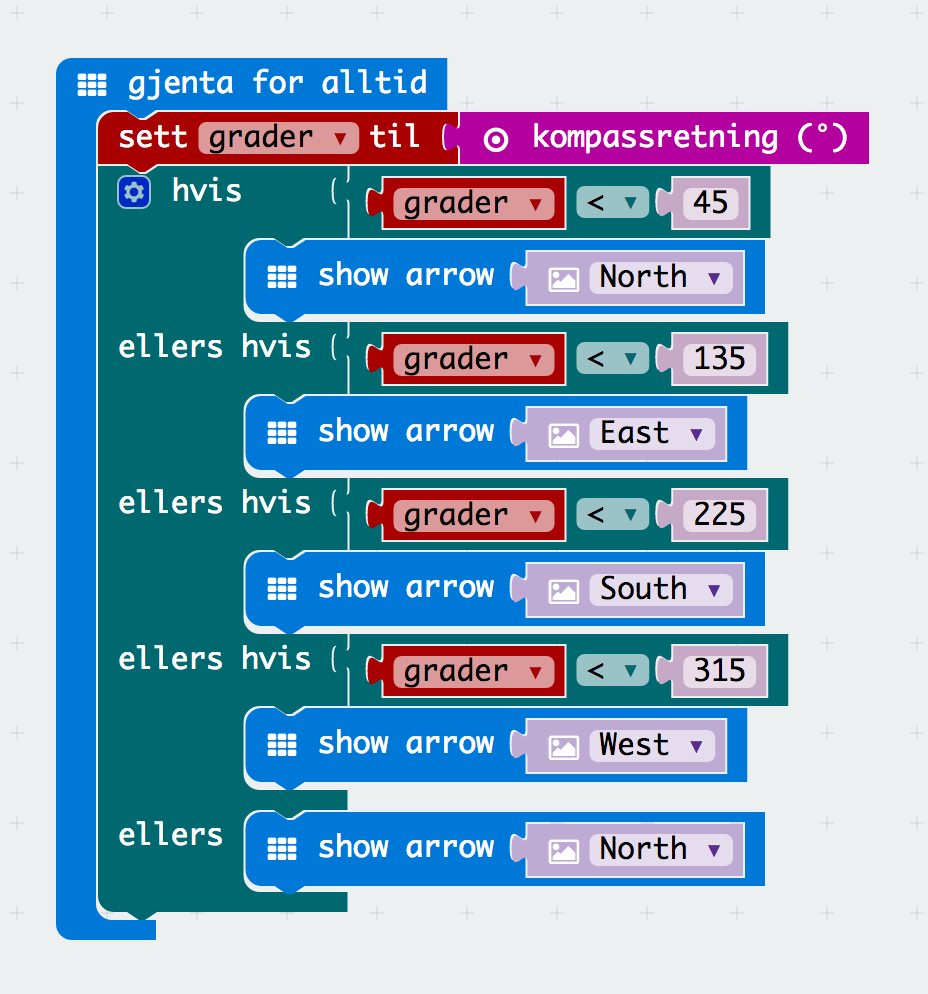 gjenta for alltid
sett grader til kompassretning (°)
hvis grader < 45
show arrow North
ellers hvis grader < 135
show arrow East
ellers hvis grader < 225
show arrow South
ellers hvis grader < 315
show arrow West
ellers
show arrow North